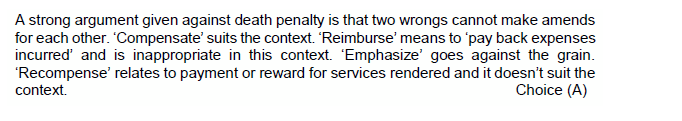 A strong argument given against death penalty is that two wrongs cannot make amends
for each other. ‘Compensate’ suits the context. ‘Reimburse’ means to ‘pay back expenses
incurred’ and is inappropriate in this context. ‘Emphasize’ goes against the grain.
‘Recompense’ relates to payment or reward for services rendered and it doesn’t suit the
context. Choice (A)